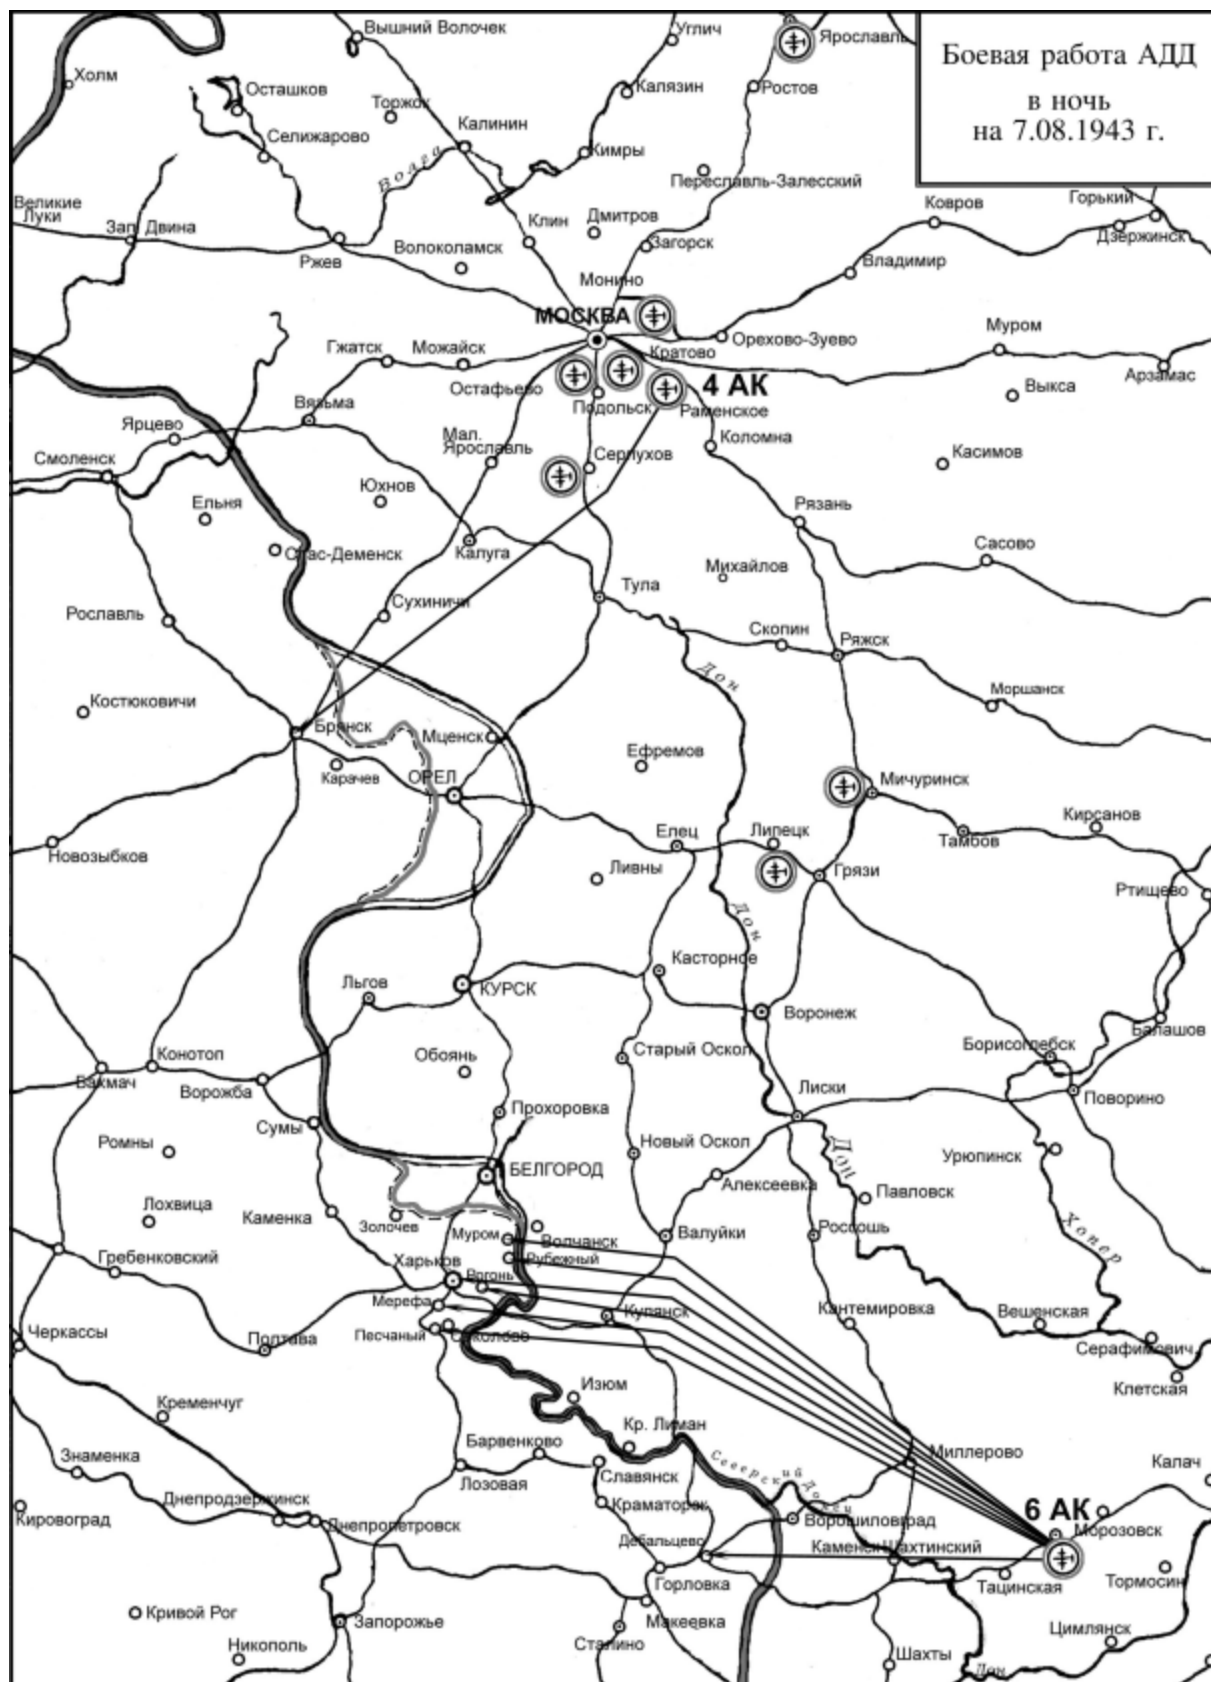 Боевая работа АДД
в ночь
на 7.08.1943 г.
Вышний Волочек
Углич
Ярославль
Холм
Осташков
Торжок
Калязин
Ростов
Селижарово
Калинин
Кимры
Волга
Переславль-Залесский
Великие
Луки
Зап. Двина
Ржев
Волоколамск
Клин
Дмитров
Загорск
Ковров
Горький
Дзержинск
Владимир
Монино
МОСКВА
Орехово-Зуево
Муром
Гжатск
Можайск
Кратово
Арзамас
Остафьево
4 АК
Выкса
Подольск
Раменское
Вязьма
Ярцево
Мал.
Ярославль
Коломна
Смоленск
Серпухов
Касимов
Юхнов
Ельня
Рязань
Спас-Деменск
Калуга
Сасово
Михайлов
Тула
Рославль
Сухиничи
Скопин
Ряжск
Дон
Костюковичи
Моршанск
Брянск
Мценск
Ефремов
Карачев
ОРЕЛ
Мичуринск
Кирсанов
Новозыбков
Елец
Липецк
Тамбов
Ливны
Грязи
Ртищево
Дон
Касторное
Льгов
КУРСК
Воронеж
Балашов
Конотоп
Обоянь
Старый Оскол
Борисоглебск
Бахмач
Ворожба
Лиски
Поворино
Сумы
Прохоровка
Ромны
Новый Оскол
Дон
Урюпинск
БЕЛГОРОД
Алексеевка
Павловск
Лохвица
Каменка
Золочев
Муром
Волчанск
Валуйки
Россошь
Хопер
Гребенковский
Харьков
Рубежный
Рогонь
Мерефа
Купянск
Кантемировка
Вешенская
Черкассы
Полтава
Песчаный
Серафимович
Клетская
Изюм
Кременчуг
Кр. Лиман
Барвенково
Миллерово
Знаменка
Лозовая
Славянск
Северский Донец
Калач
Днепродзержинск
Краматорск
6 АК
Кировоград
Днепропетровск
Ворошиловград
Морозовск
Дебальцево
Каменск-Шахтинский
Горловка
Тацинская
Тормосин
Кривой Рог
Запорожье
Макеевка
Цимлянск
Никополь
Сталино
Шахты
Дон